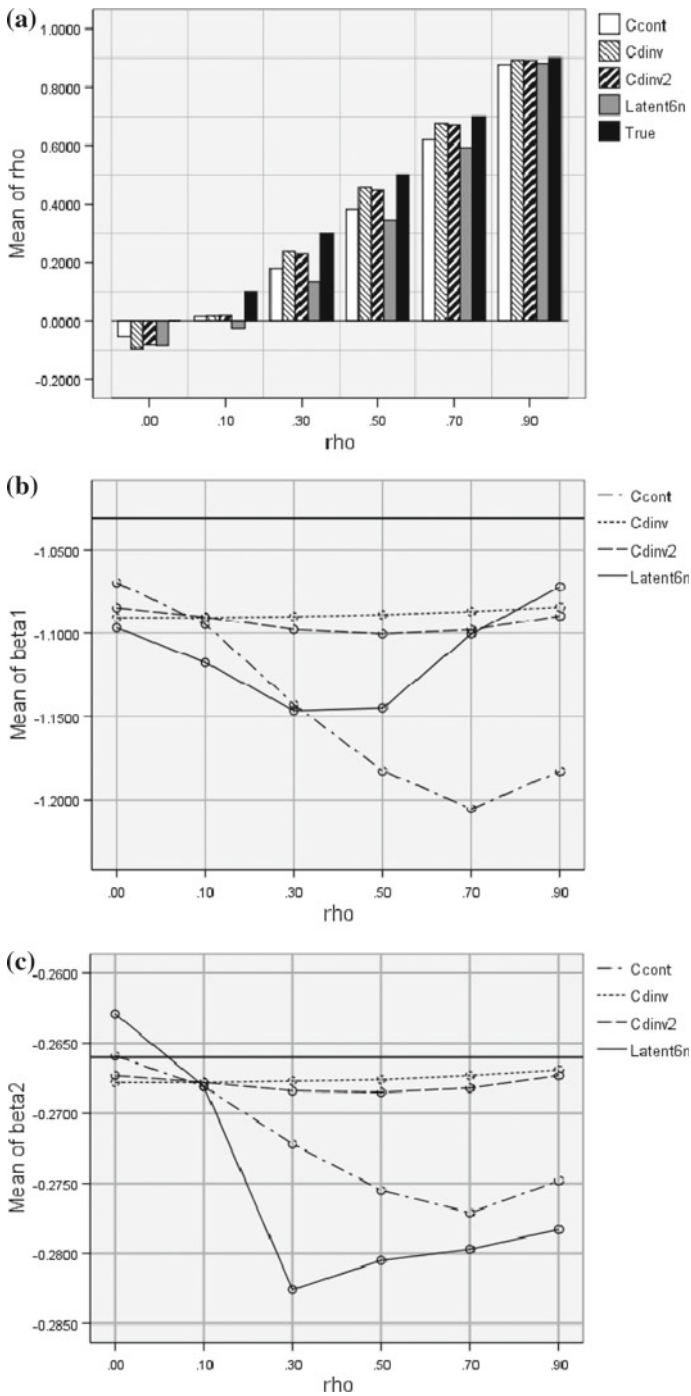 (a)
1.0000
0.8000
0.6000
0.4000
0.2000
0.0000
-0.2000
Mean of rho
.00 .10 .30 .50 .70 .90
rho
Ccont
Cdinv
Cdinv2
Latent6n
True
(b)
-1.0500
-1.1000
-1.1500
-1.2000
Mean of beta1
.00 .10 .30 .50 .70 .90
rho
Ccont
Cdinv
Cdinv2
Latent6n
(c)
-0.2600
-0.2650
-0.2700
-0.2750
-0.2800
-0.2850
Mean of beta2
.00 .10 .30 .50 .70 .90
rho
Ccont
Cdinv
Cdinv2
Latent6n